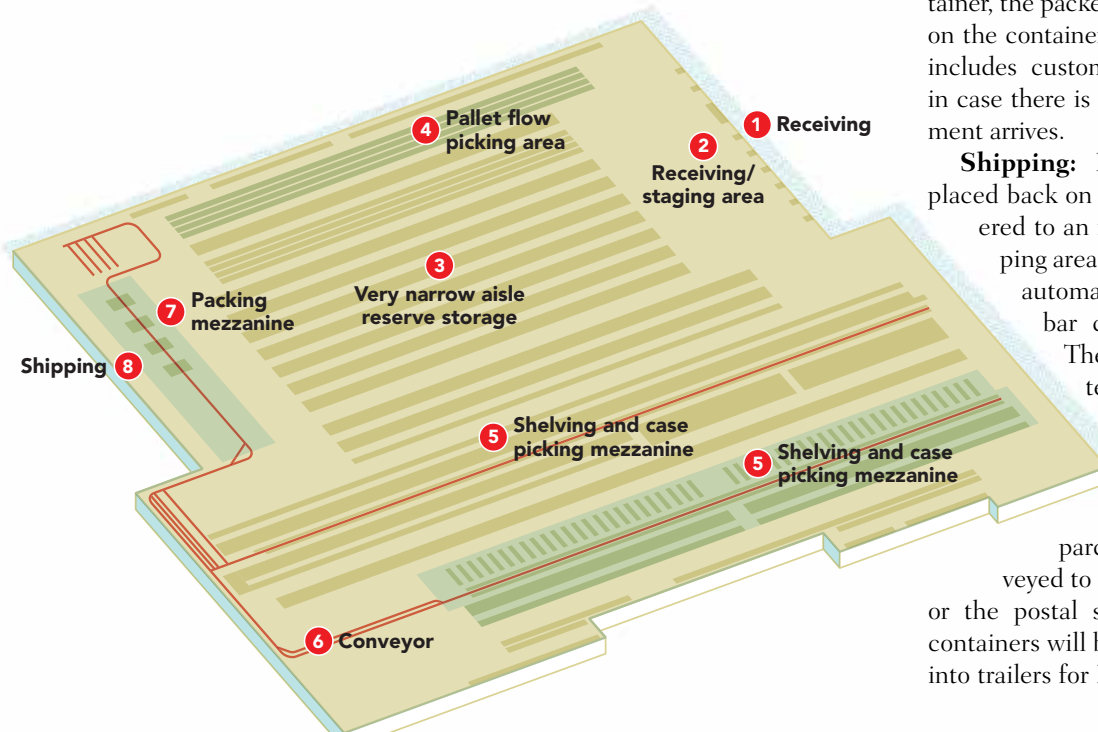 4 Pallet flow
picking area
1 Receiving
2
Receiving/
staging area
3
Very narrow aisle
reserve storage
7 Packing
mezzanine
Shipping 8
5 Shelving and case
picking mezzanine
5 Shelving and case
picking mezzanine
6 Conveyor
tainer, the packe
on the container
includes custom
in case there is
ment arrives.
Shipping:
placed back on
ered to an
ping area
automa
bar c
The
te
parc
veyed to
or the postal s
containers will b
into trailers for